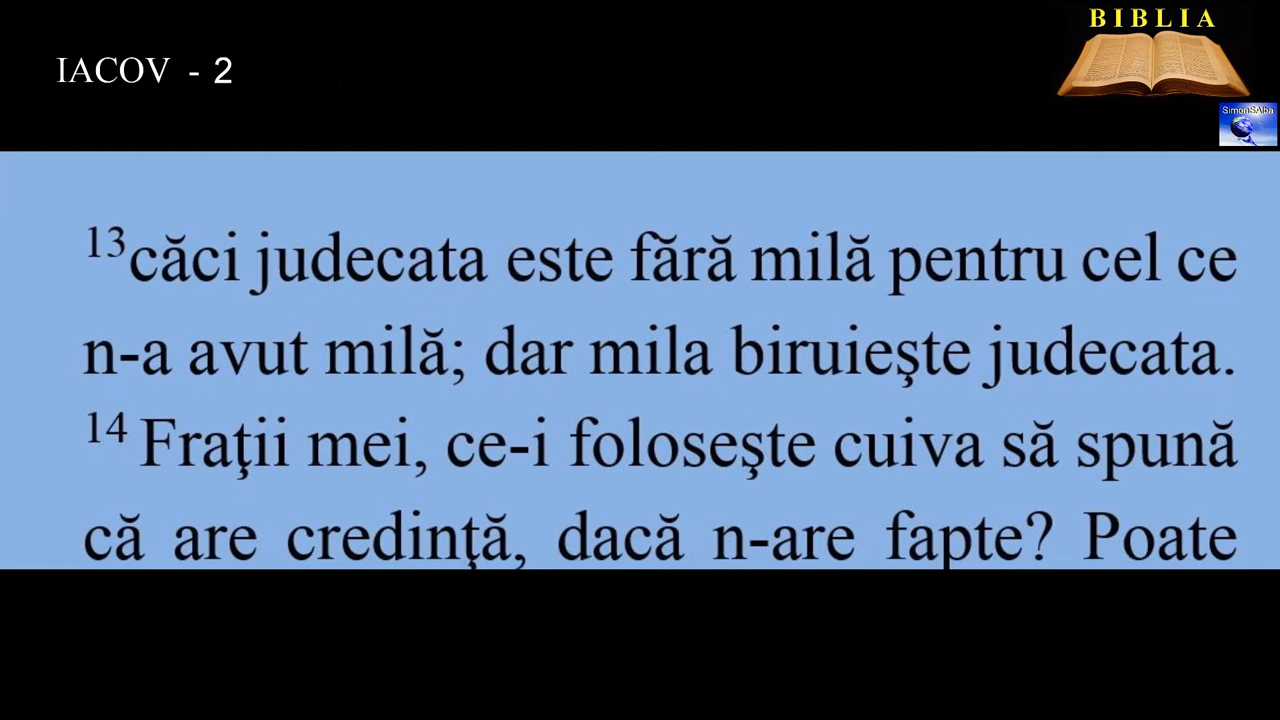 BIBLIA
IACOV - 2
SimonSAlba
13căci judecata este fără milă pentru cel ce
n-a avut milă; dar mila biruieşte judecata.
14 Fraţii mei, ce-i foloseşte cuiva să spună
că are credinţă, dacă n-are fapte? Poate